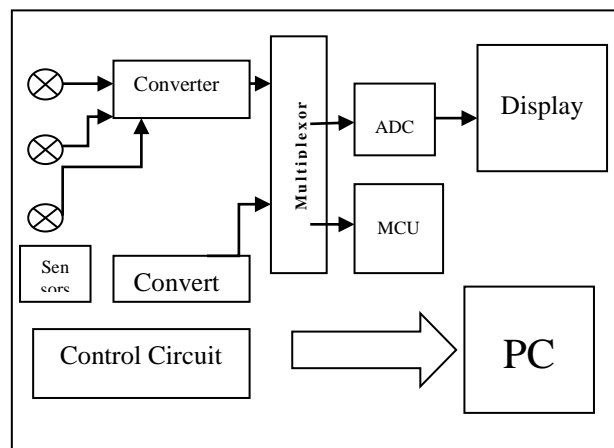 Converter
Multiplexor
ADC
Display
MCU
Sen
sors
Convert
Control Circuit
PC